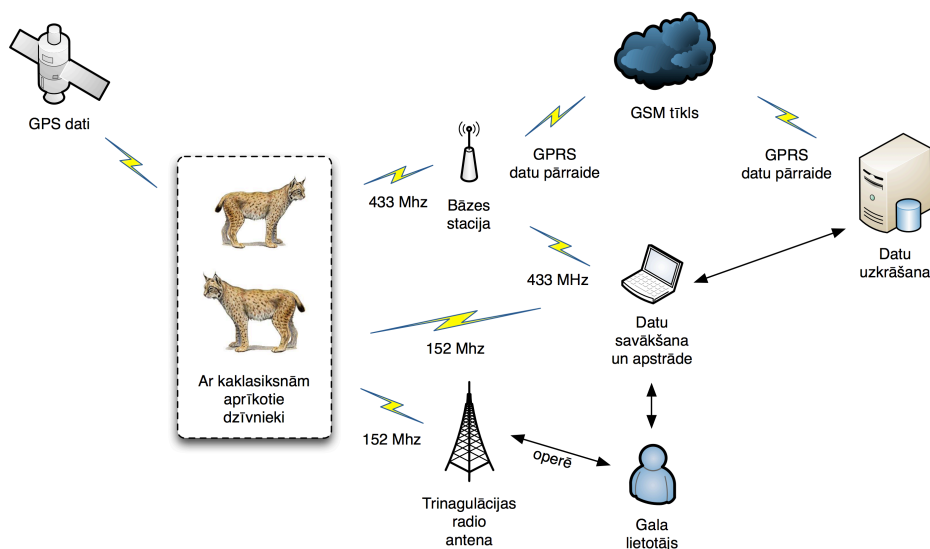 GPS dati
GSM tīkls
GPRS
datu pārraide
GPRS
datu pārraide
433 Mhz
Bāzes
stacija
433 MHz
Datu
uzkrāšana
152 Mhz
Datu
savākšana
un apstrāde
Ar kaklasiksnām
aprīkotie
dzīvnieki
152 Mhz
operē
Trinagulācijas
radio
antena
Gala
lietotājs